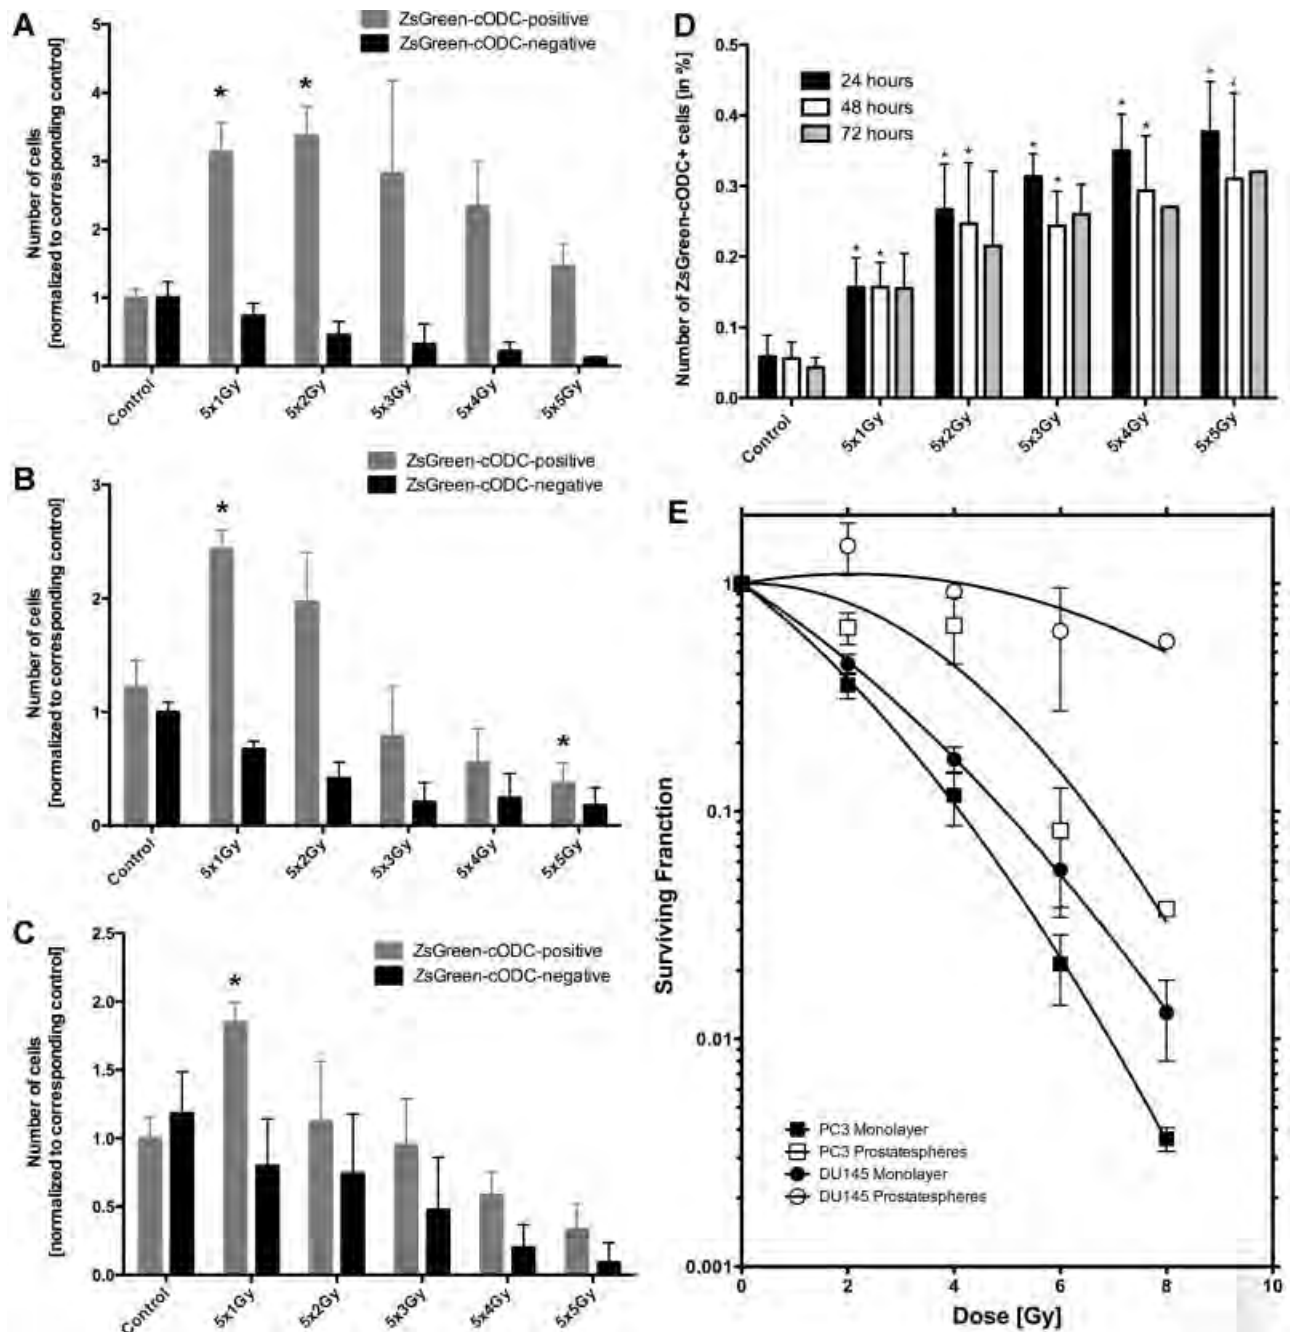 A
ZsGreen-cODC-positive
ZsGreen-cODC-negative
Number of cells
[normalized to corresponding control]
5
4
3
2
1
0
* *
Control 5x1Gy 5x2Gy 5x3Gy 5x4Gy 5x5Gy
B
ZsGreen-cODC-positive
ZsGreen-cODC-negative
Number of cells
[normalized to corresponding control]
3
2
1
0
* *
Control 5x1Gy 5x2Gy 5x3Gy 5x4Gy 5x5Gy
C
ZsGreen-cODC-positive
ZsGreen-cODC-negative
Number of cells
[normalized to corresponding control]
2.5
2.0
1.5
1.0
0.5
0.0
*
Control 5x1Gy 5x2Gy 5x3Gy 5x4Gy 5x5Gy
D
Number of ZsGreen-cODC+ cells [in %]
0.5
0.4
0.3
0.2
0.1
0.0
24 hours
48 hours
72 hours
* * * * * * * * * *
Control 5x1Gy 5x2Gy 5x3Gy 5x4Gy 5x5Gy
E
Surviving Franction
1
0.1
0.01
0.001
PC3 Monolayer
PC3 Prostatespheres
DU145 Monolayer
DU145 Prostatespheres
0 2 4 6 8 10
Dose [Gy]